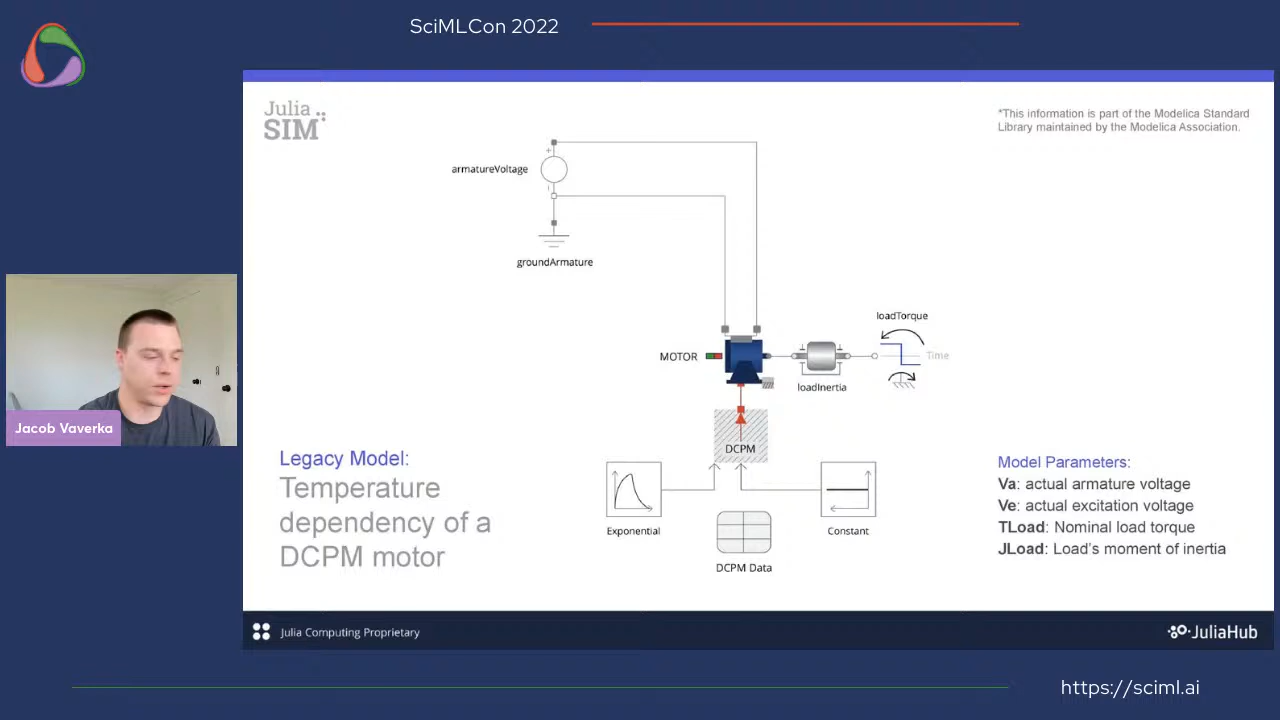 SciMLCon 2022
Julia
SIM
*This information is part of the Modelica Standard
Library maintained by the Modelica Association.
armatureVoltage
+
groundArmature
loadTorque
Time
MOTOR
loadInertia
DCPM
Exponential
Constant
DCPM Data
Jacob Vaverka
Legacy Model:
Temperature
dependency of a
DCPM motor
Model Parameters:
Va: actual armature voltage
Ve: actual excitation voltage
TLoad: Nominal load torque
JLoad: Load's moment of inertia
Julia Computing Proprietary
JuliaHub
https://sciml.ai